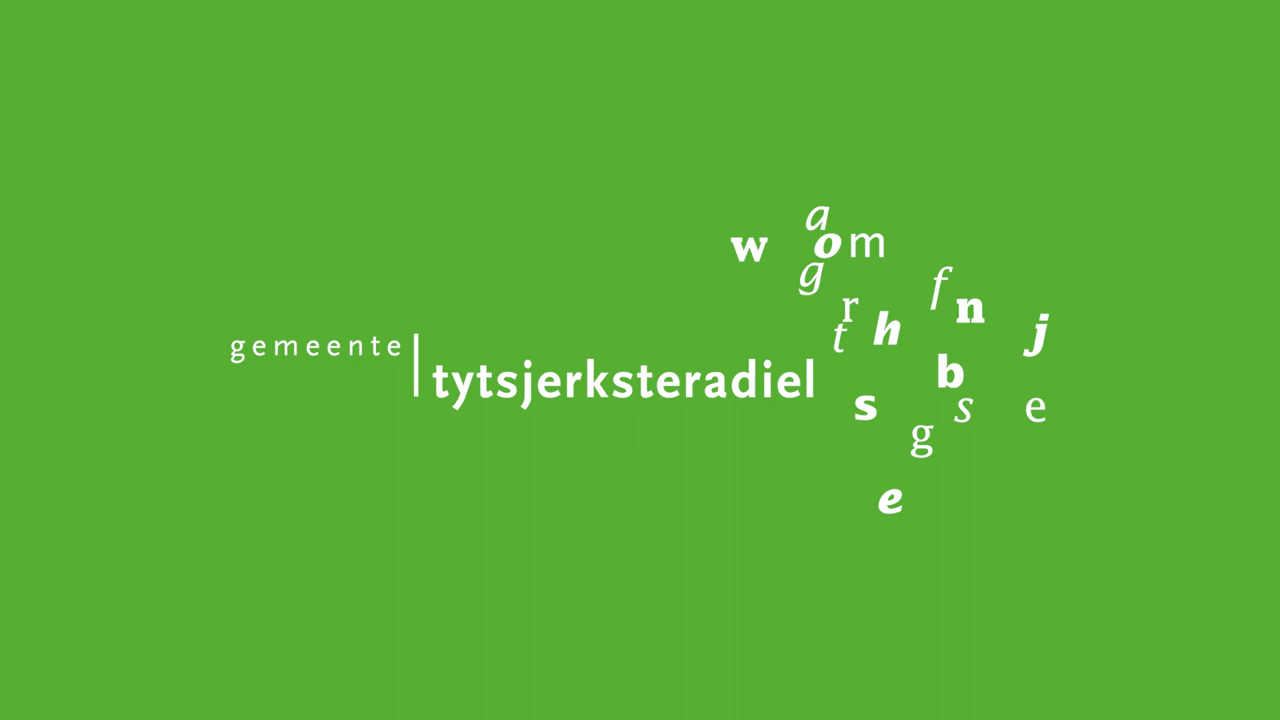 a
w o m
g
f
r n
t h j
gemeente
tytsjerksteradiel
b
s s e
g
e